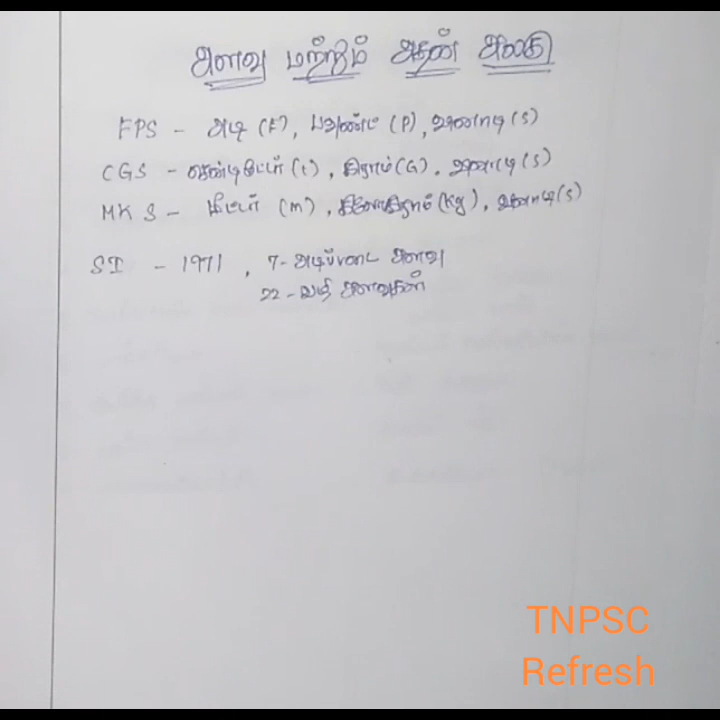 அளவு மற்றும் அதன் அலகு
FPS - அடி (F), பவுண்ட் (P), வினாடி (S)
CGS - சென்டிமீட்டர் (C), கிராம் (G), வினாடி (S)
MKS - மீட்டர் (m), கிலோகிராம் (kg), வினாடி (S)
SI - 1971, 7 - அடிப்படை அளவு
22 - வழி அளவுகள்
TNPSC
Refresh